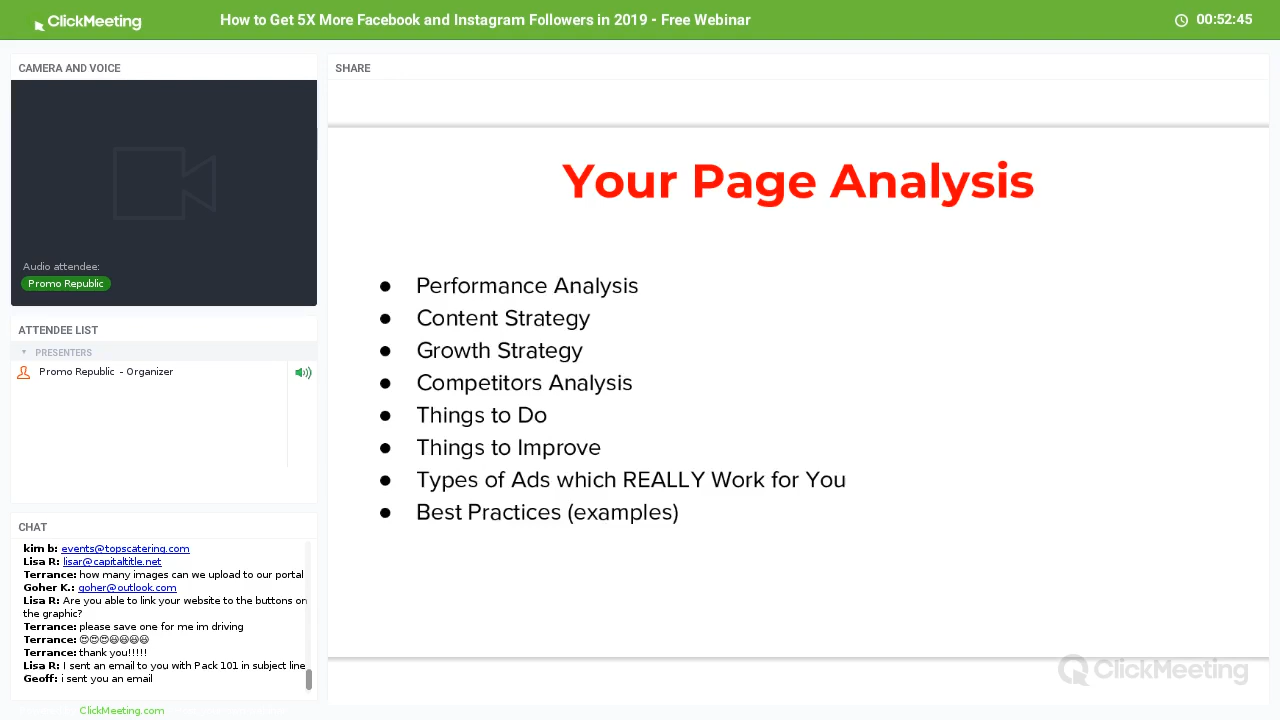 ClickMeeting
How to Get 5X More Facebook and Instagram Followers in 2019 - Free Webinar
00:52:45
CAMERA AND VOICE
Audio attendee:
Promo Republic
ATTENDEE LIST
PRESENTERS
Promo Republic - Organizer
CHAT
kim b: events@topscatering.com
Lisa R: lisar@capitaltitle.net
Terrance: how many images can we upload to our portal
Goher K.: goher@outlook.com
Lisa R: Are you able to link your website to the buttons on
the graphic?
Terrance: please save one for me im driving
Terrance: 😍😍😍😃😃😃😃
Terrance: thank you!!!!!
Lisa R: I sent an email to you with Pack 101 in subject line
Geoff: i sent you an email
ClickMeeting.com
SHARE
Your Page Analysis
● Performance Analysis
● Content Strategy
● Growth Strategy
● Competitors Analysis
● Things to Do
● Things to Improve
● Types of Ads which REALLY Work for You
● Best Practices (examples)
ClickMeeting